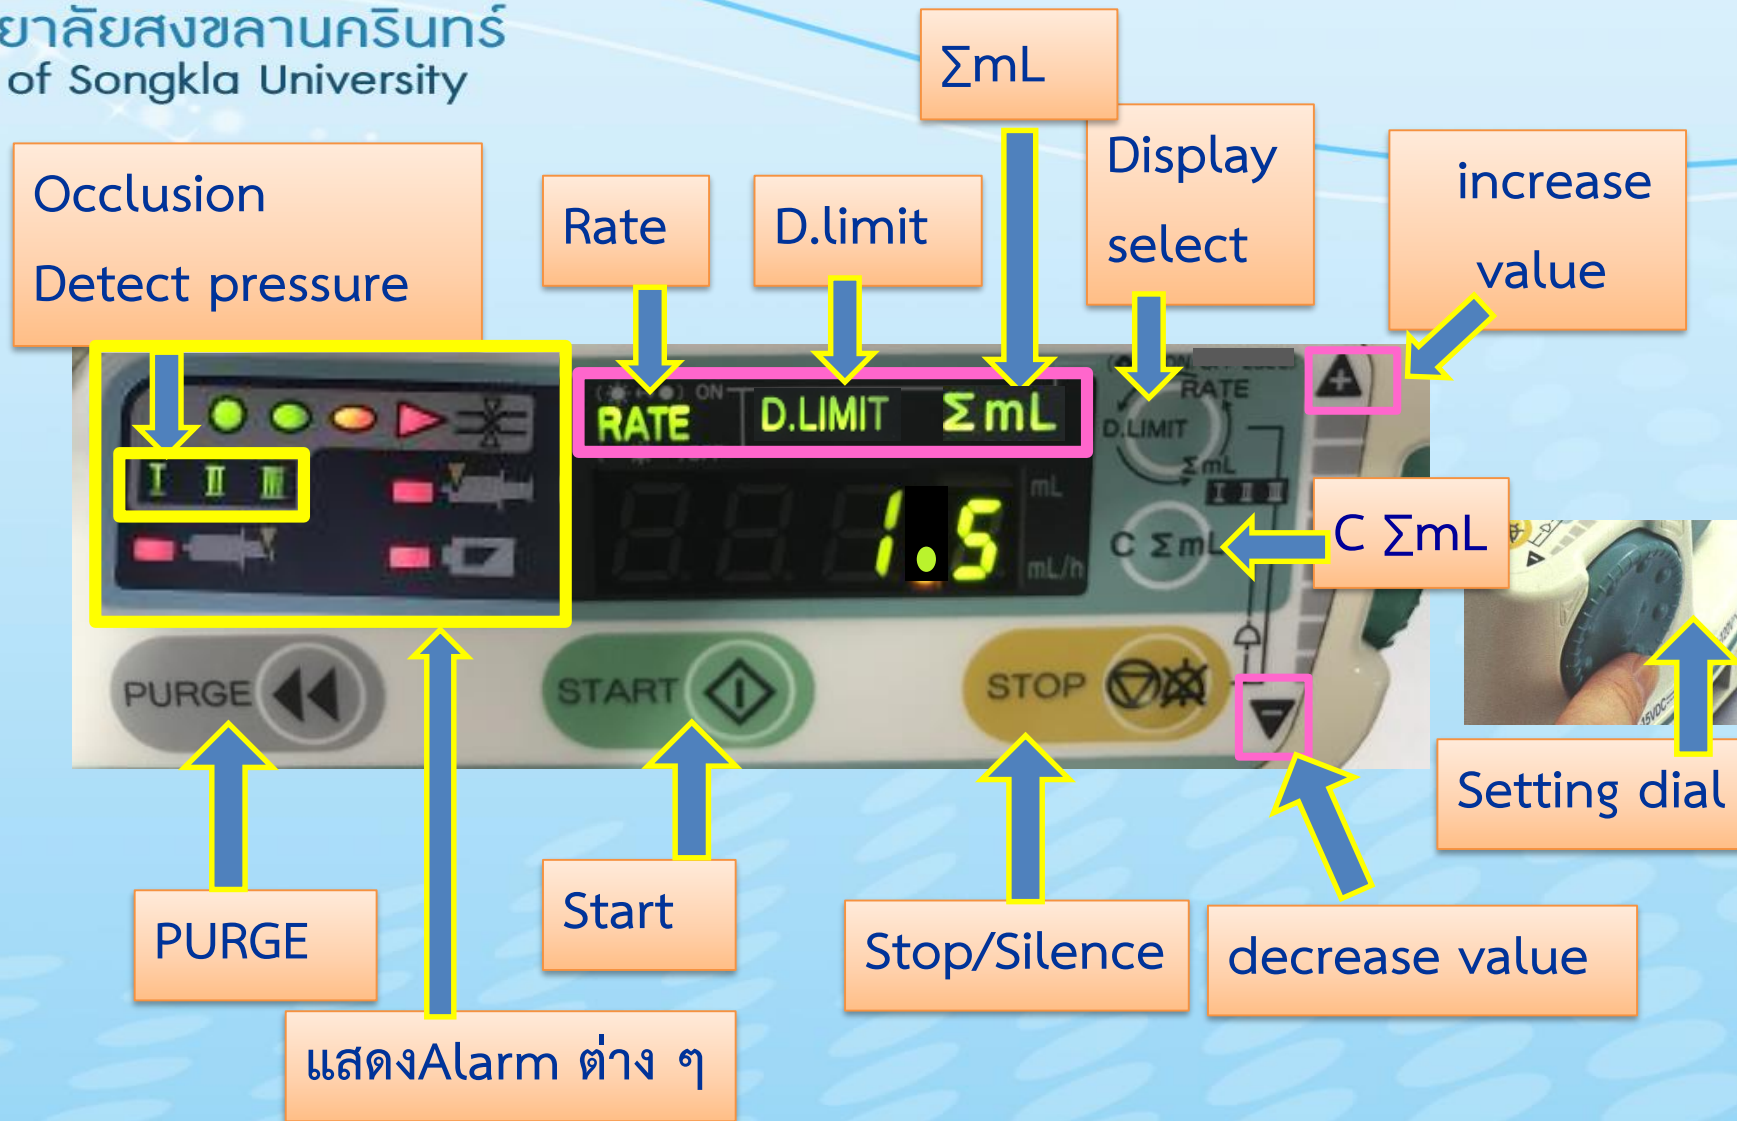 ยาลัยสงขลานครินทร์
of Songkla University
ΣmL
Display
select
increase
value
Occlusion
Detect pressure
Rate
D.limit
ON
RATE
D.LIMIT
ΣmL
RATE
D.LIMIT
ΣmL
I II III
I II III
1.5
mL
mL/h
C ΣmL
C ΣmL
PURGE
START
STOP
Setting dial
PURGE
Start
Stop/Silence
decrease value
แสดงAlarm ต่าง ๆ